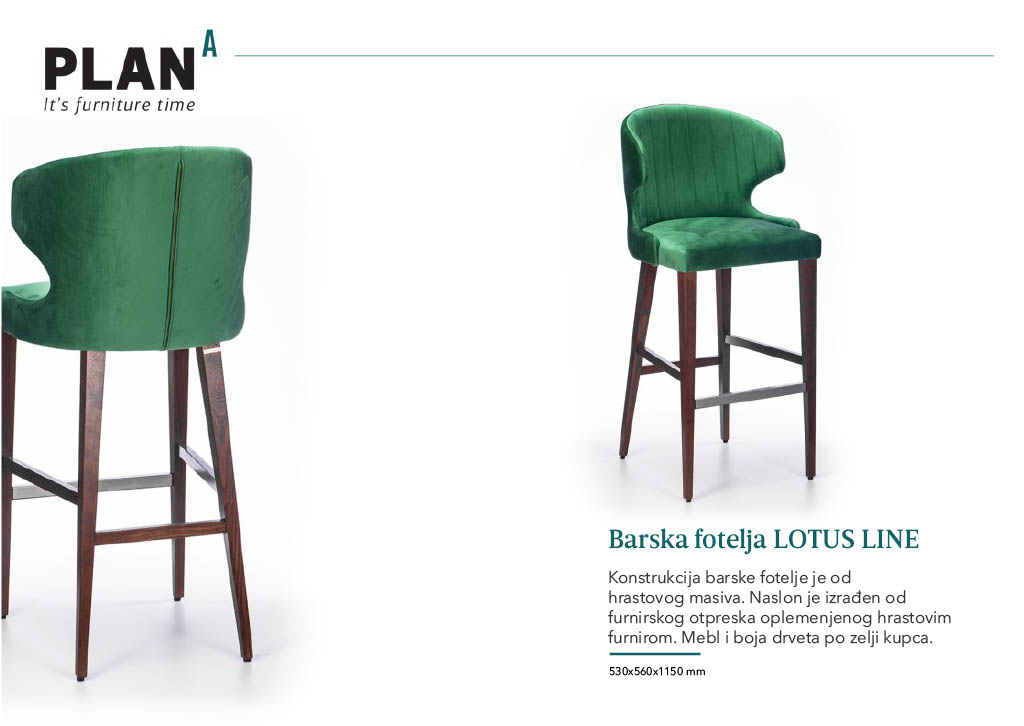 PLAN A
It's furniture time
Barska fotelja LOTUS LINE
Konstrukcija barske fotelje je od
hrastovog masiva. Naslon je izrađen od
furnirskog otpreska oplemenjenog hrastovim
furnirom. Mebl i boja drveta po zelji kupca.
530x560x1150 mm